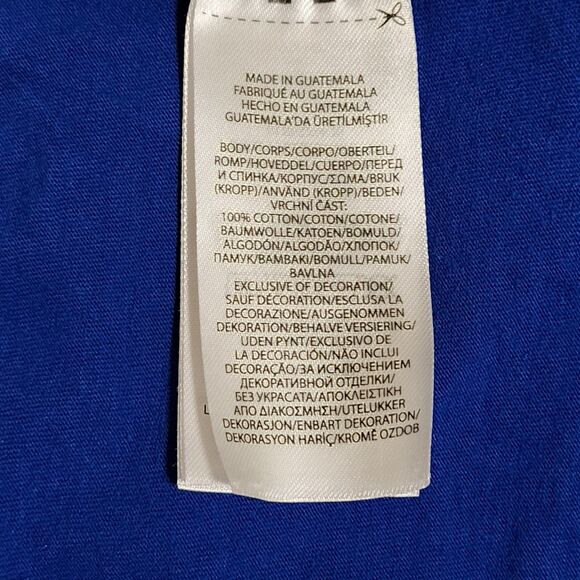 MADE IN GUATEMALA
FABRIQUÉ AU GUATEMALA
HECHO EN GUATEMALA
GUATEMALA'DA ÜRETİLMİŞTİR
BODY/CORPS/CORPO/OBERTEIL/
ROMP/HOVEDDEL/CUERPO/ПЕРЕД
И СПИНКА/КОРПУС/ΣΩΜΑ/BRUK
(KROPP)/ANVÄND (KROPP)/BEDEN/
VRCHNÍ ČÁST:
100% COTTON/COTON/COTONE/
BAUMWOLLE/KATOEN/BOMULD/
ALGODÓN/ALGODÃO/ХЛОПОК/
ПАМУК/ΒΑΜΒΑΚΙ/BOMULL/PAMUK/
BAVLNA
EXCLUSIVE OF DECORATION/
SAUF DÉCORATION/ESCLUSA LA
DECORAZIONE/AUSGENOMMEN
DEKORATION/BEHALVE VERSIERING/
UDEN PYNT/EXCLUSIVO DE
LA DECORACIÓN/NÃO INCLUI
DECORAÇÃO/ЗА ИСКЛЮЧЕНИЕМ
ДЕКОРАТИВНОЙ ОТДЕЛКИ/
БЕЗ УКРАСАТА/ΑΠΟΚΛΕΙΣΤΙΚΗ
ΑΠΟ ΔΙΑΚΟΣΜΗΣΗ/UTELUKKER
DEKORASJON/ENBART DEKORATION/
DEKORASYON HARİÇ/KROMĚ OZDOB